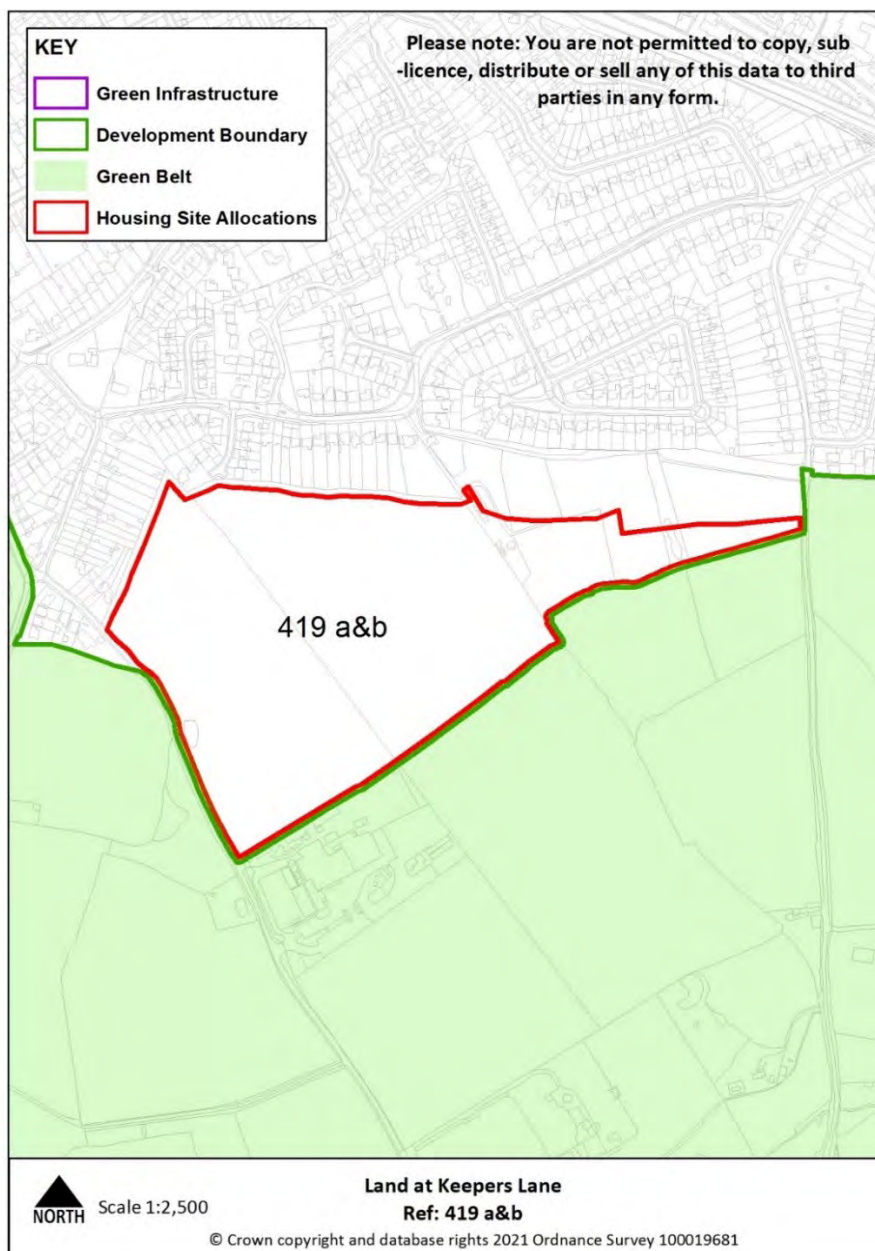 KEY
Green Infrastructure
Development Boundary
Green Belt
Housing Site Allocations
Please note: You are not permitted to copy, sub
-licence, distribute or sell any of this data to third
parties in any form.
419 a&b
NORTH
Scale 1:2,500
Land at Keepers Lane
Ref: 419 a&b
© Crown copyright and database rights 2021 Ordnance Survey 100019681